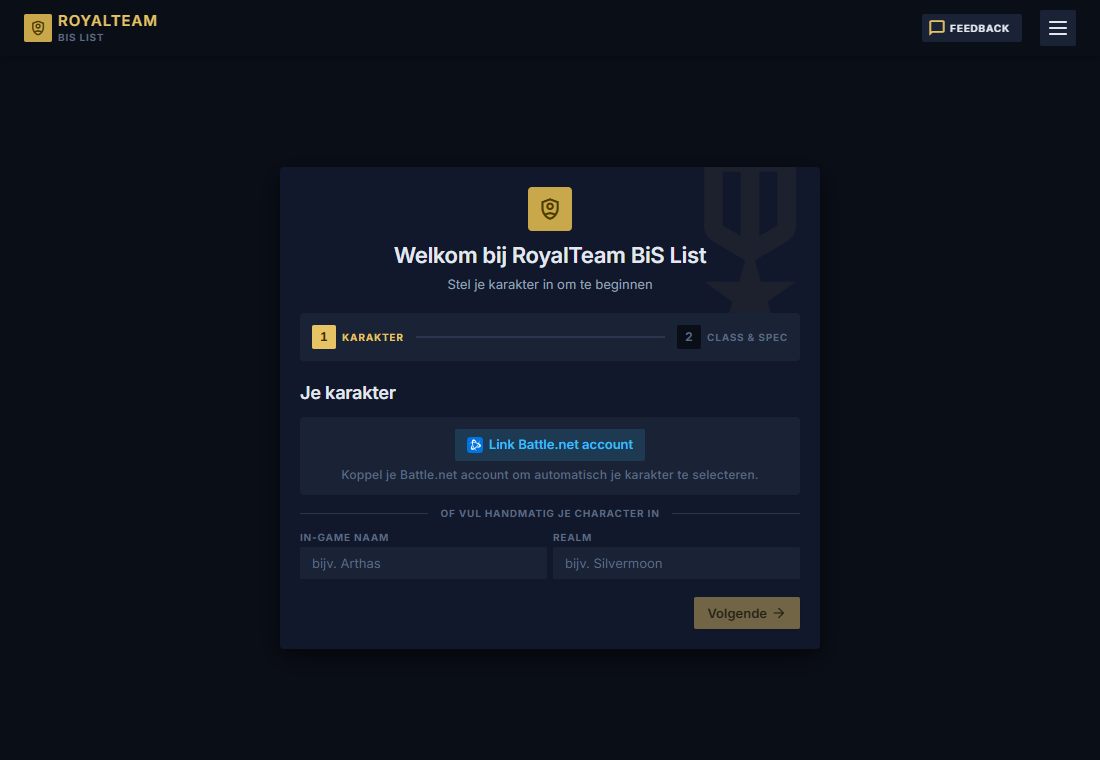 ROYALTEAM
BIS LIST
FEEDBACK
Welkom bij RoyalTeam BiS List
Stel je karakter in om te beginnen
1 KARAKTER 2 CLASS & SPEC
Je karakter
Link Battle.net account
Koppel je Battle.net account om automatisch je karakter te selecteren.
OF VUL HANDMATIG JE CHARACTER IN
IN-GAME NAAM REALM
bijv. Arthas bijv. Silvermoon
Volgende →